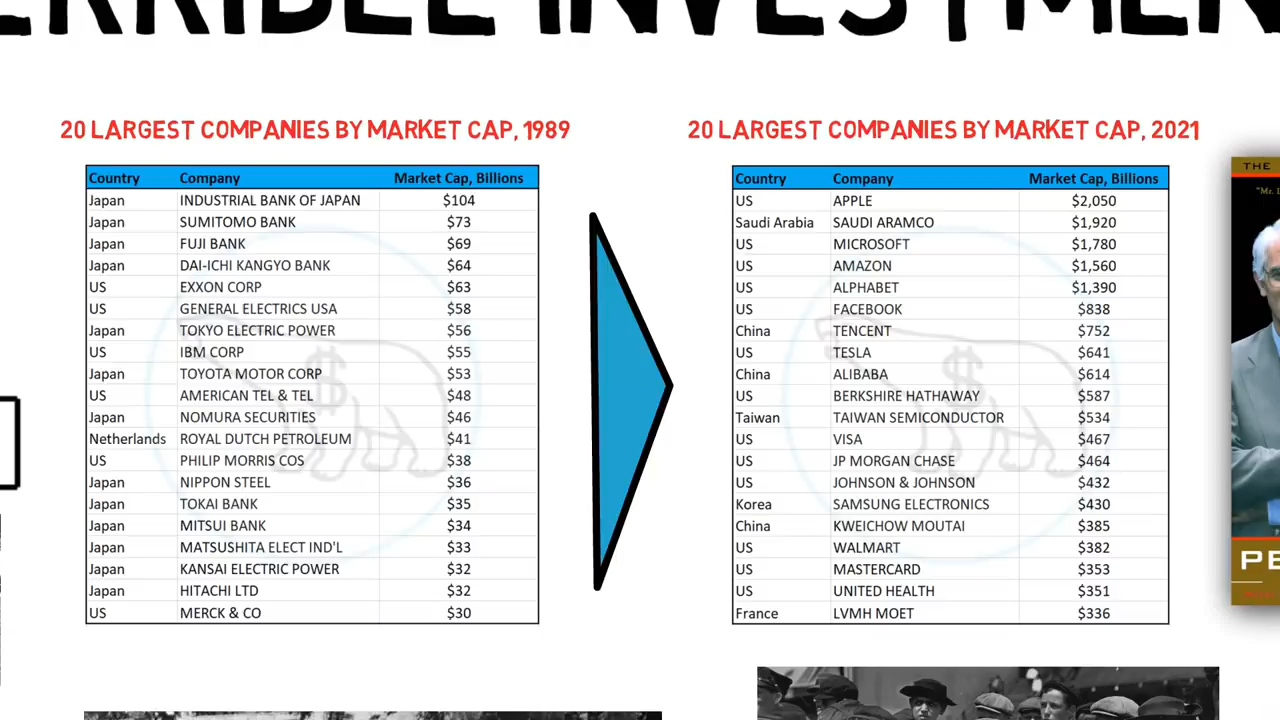 20 LARGEST COMPANIES BY MARKET CAP, 1989
Country Company Market Cap, Billions
Japan INDUSTRIAL BANK OF JAPAN $104
Japan SUMITOMO BANK $73
Japan FUJI BANK $69
Japan DAI-ICHI KANGYO BANK $64
US EXXON CORP $63
US GENERAL ELECTRICS USA $58
Japan TOKYO ELECTRIC POWER $56
US IBM CORP $55
Japan TOYOTA MOTOR CORP $53
US AMERICAN TEL & TEL $48
Japan NOMURA SECURITIES $46
Netherlands ROYAL DUTCH PETROLEUM $41
US PHILIP MORRIS COS $38
Japan NIPPON STEEL $36
Japan TOKAI BANK $35
Japan MITSUI BANK $34
Japan MATSUSHITA ELECT IND'L $33
Japan KANSAI ELECTRIC POWER $32
Japan HITACHI LTD $32
US MERCK & CO $30
20 LARGEST COMPANIES BY MARKET CAP, 2021
Country Company Market Cap, Billions
US APPLE $2,050
Saudi Arabia SAUDI ARAMCO $1,920
US MICROSOFT $1,780
US AMAZON $1,560
US ALPHABET $1,390
US FACEBOOK $838
China TENCENT $752
US TESLA $641
China ALIBABA $614
US BERKSHIRE HATHAWAY $587
Taiwan TAIWAN SEMICONDUCTOR $534
US VISA $467
US JP MORGAN CHASE $464
US JOHNSON & JOHNSON $432
Korea SAMSUNG ELECTRONICS $430
China KWEICHOW MOUTAI $385
US WALMART $382
US MASTERCARD $353
US UNITED HEALTH $351
France LVMH MOET $336
THE
PE